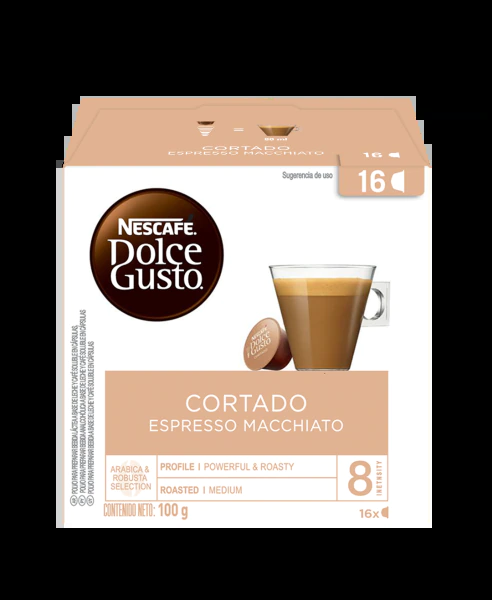 =
CORTADO
ESPRESSO MACCHIATO
16
Sugerencia de uso
16
NESCAFÉ.
Dolce
Gusto.
NESCAFÉ
Dolce
Gusto
CORTADO
ESPRESSO MACCHIATO
ARABICA &
ROBUSTA
SELECTION
PROFILE | POWERFUL & ROASTY
ROASTED | MEDIUM
8
INTENSITY
CONTENIDO NETO: 100 g
16x